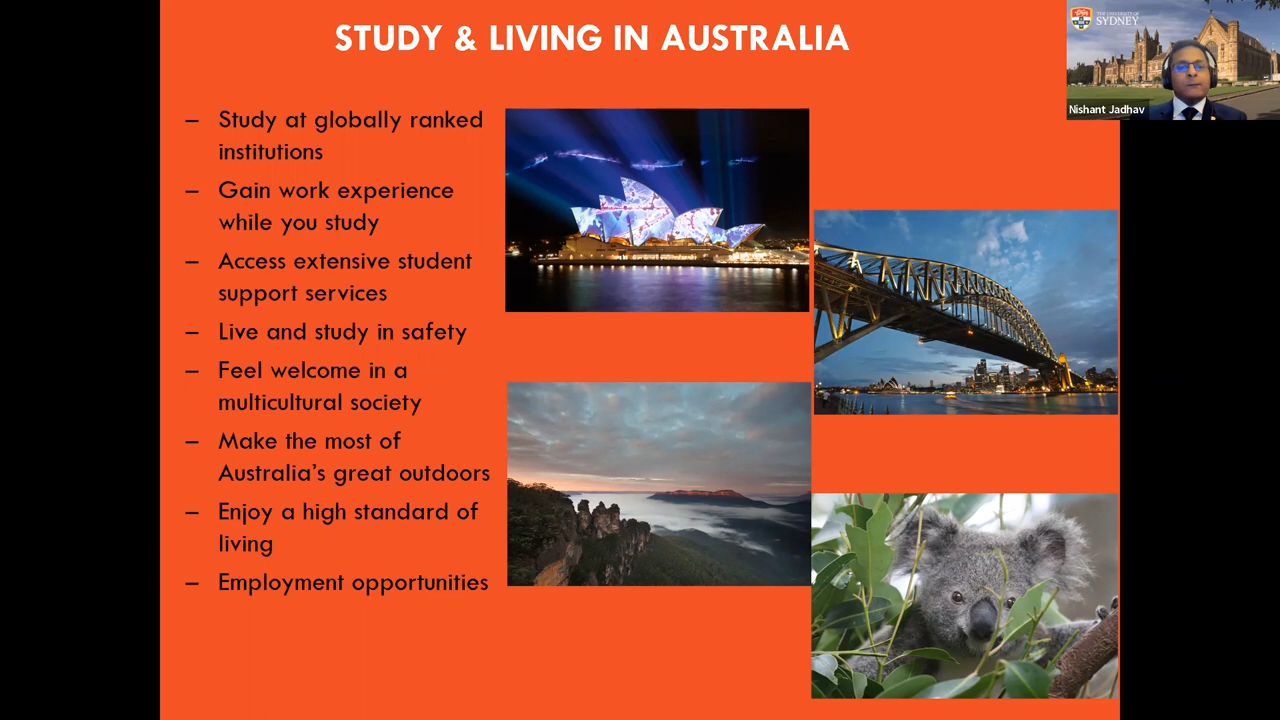 STUDY & LIVING IN AUSTRALIA
THE UNIVERSITY OF
SYDNEY
Nishant Jadhav
– Study at globally ranked
institutions
– Gain work experience
while you study
– Access extensive student
support services
– Live and study in safety
– Feel welcome in a
multicultural society
– Make the most of
Australia’s great outdoors
– Enjoy a high standard of
living
– Employment opportunities